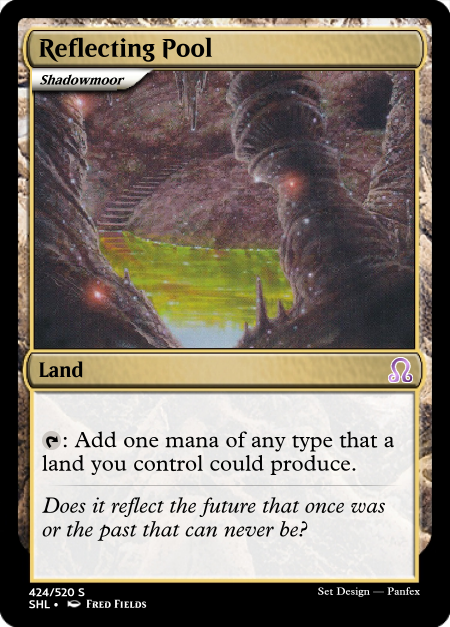 Reflecting Pool
Shadowmoor
Land
: Add one mana of any type that a
land you control could produce.
Does it reflect the future that once was
or the past that can never be?
424/520 S
Set Design — Panfex
SHL • Fred Fields